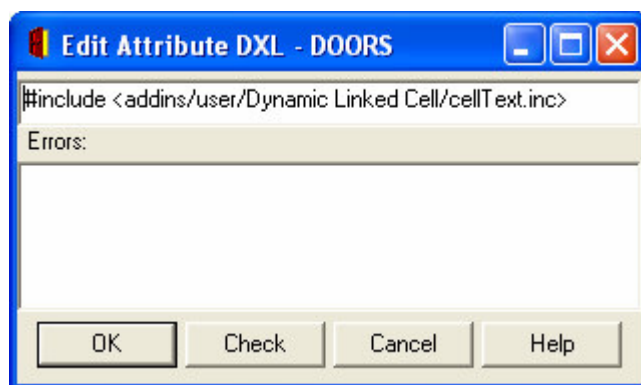 Edit Attribute DXL - DOORS
#include <addins/user/Dynamic Linked Cell/cellText.inc>
Errors:
OK Check Cancel Help